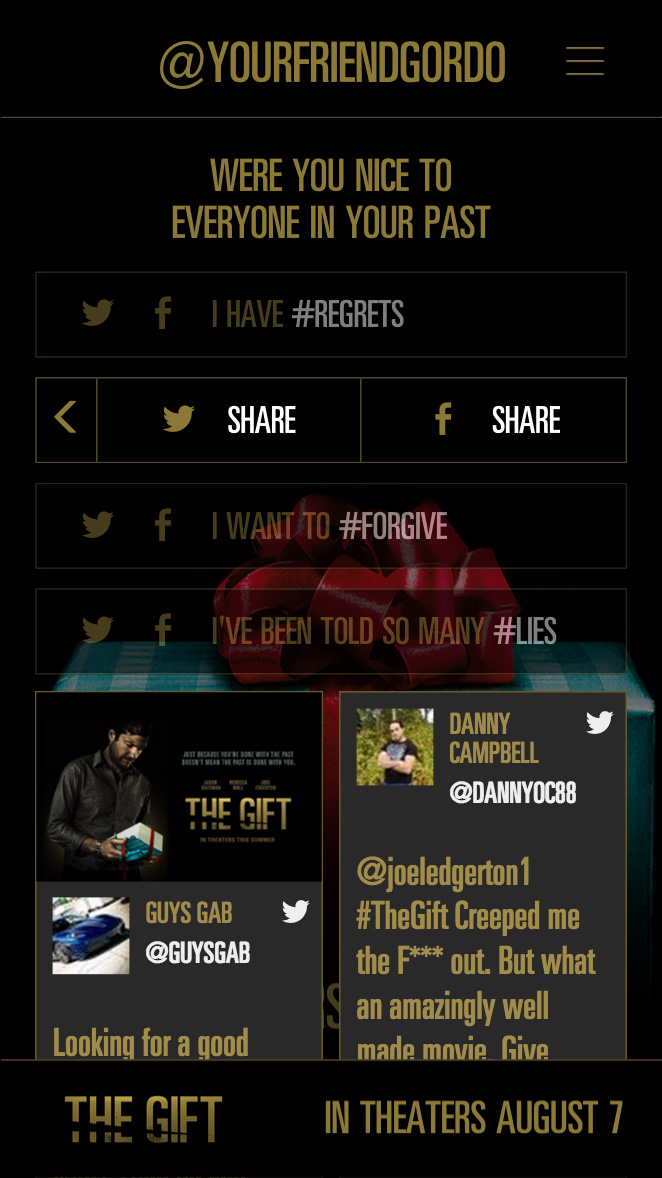 @YOURFRIENDGORDO
WERE YOU NICE TO
EVERYONE IN YOUR PAST
I HAVE #REGRETS
SHARE
SHARE
I WANT TO #FORGIVE
I'VE BEEN TOLD SO MANY #LIES
JUST BECAUSE YOU'RE DONE WITH THE PAST
DOESN'T MEAN THE PAST IS DONE WITH YOU.
JASON BATEMAN
REBECCA HALL
JOEL EDGERTON
THE GIFT
IN THEATERS THIS SUMMER
GUYS GAB
@GUYSGAB
Looking for a good
DANNY
CAMPBELL
@DANNYOC88
@joeledgerton1
#TheGift Creeped me
the F*** out. But what
an amazingly well
made movie. Give
THE GIFT
IN THEATERS AUGUST 7